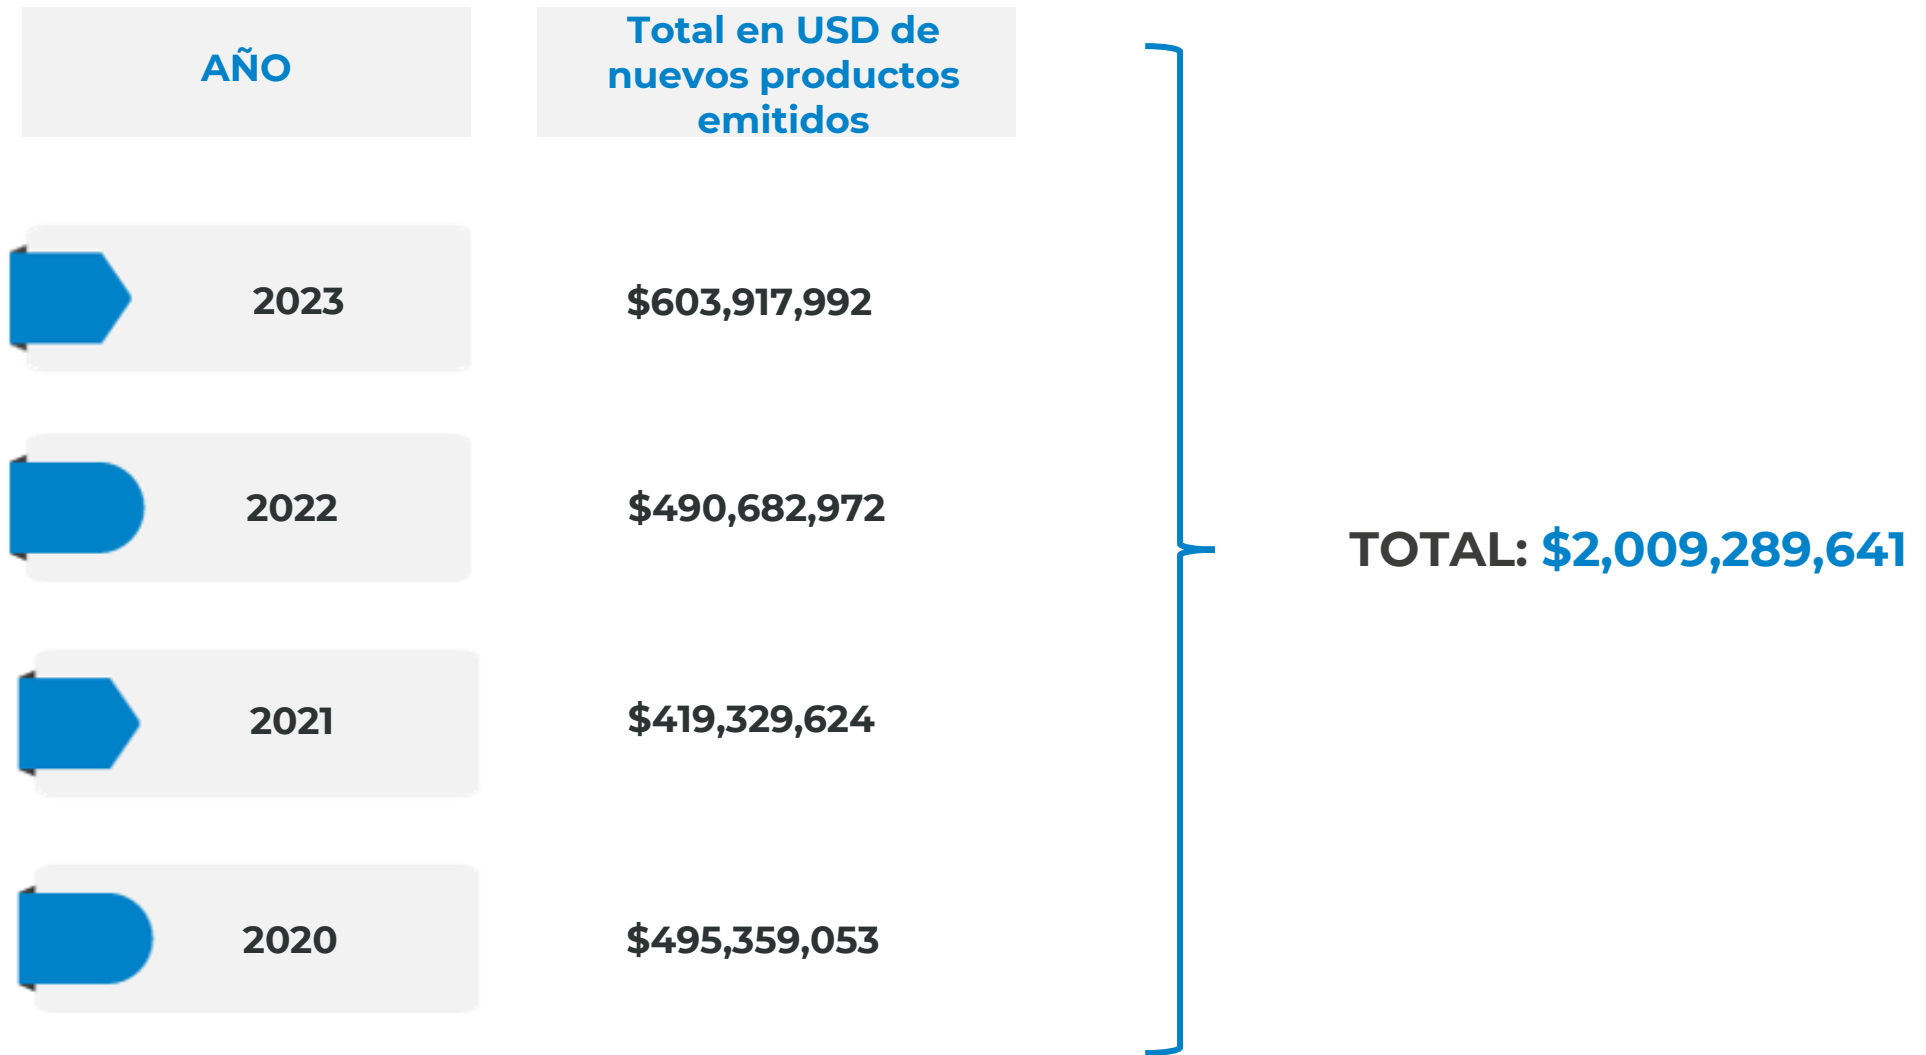 AÑO
Total en USD de
nuevos productos
emitidos
2023
$603,917,992
2022
$490,682,972
2021
$419,329,624
2020
$495,359,053
TOTAL: $2,009,289,641